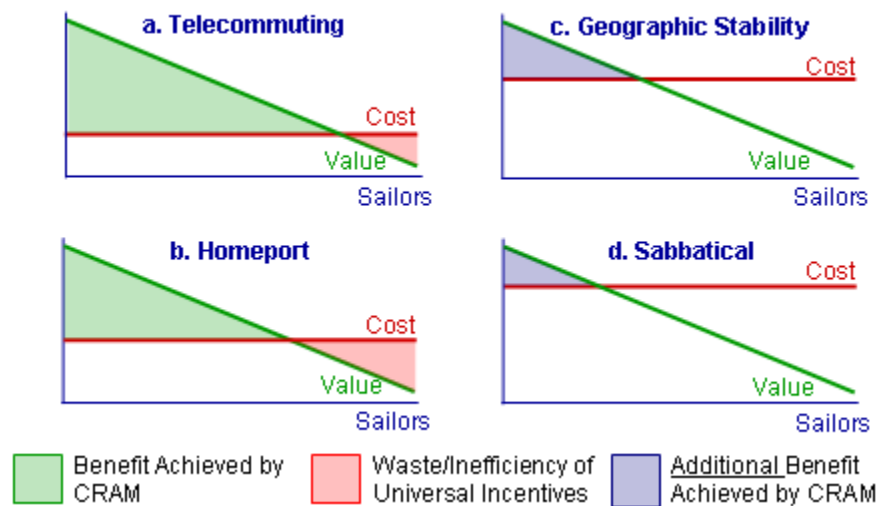 a. Telecommuting
Cost
Value
Sailors
c. Geographic Stability
Cost
Value
Sailors
b. Homeport
Cost
Value
Sailors
d. Sabbatical
Cost
Value
Sailors
Benefit Achieved by
CRAM
Waste/Inefficiency of
Universal Incentives
Additional Benefit
Achieved by CRAM